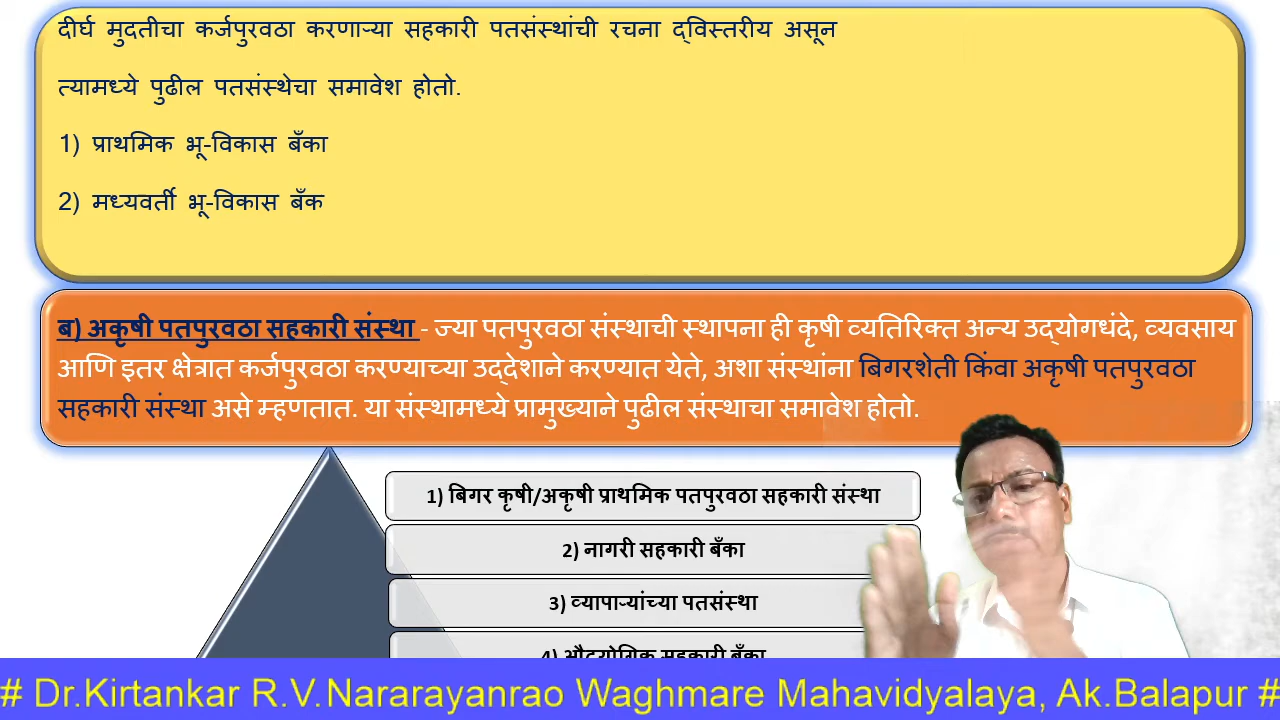 दीर्घ मुदतीचा कर्जपुरवठा करणाऱ्या सहकारी पतसंस्थांची रचना द्विस्तरीय असून
त्यामध्ये पुढील पतसंस्थेचा समावेश होतो.
1) प्राथमिक भू-विकास बँका
2) मध्यवर्ती भू-विकास बँक
ब) अकृषी पतपुरवठा सहकारी संस्था - ज्या पतपुरवठा संस्थाची स्थापना ही कृषी व्यतिरिक्त अन्य उद्योगधंदे, व्यवसाय
आणि इतर क्षेत्रात कर्जपुरवठा करण्याच्या उद्देशाने करण्यात येते, अशा संस्थांना बिगरशेती किंवा अकृषी पतपुरवठा
सहकारी संस्था असे म्हणतात. या संस्थामध्ये प्रामुख्याने पुढील संस्थाचा समावेश होतो.
1) बिगर कृषी/अकृषी प्राथमिक पतपुरवठा सहकारी संस्था
2) नागरी सहकारी बँका
3) व्यापाऱ्यांच्या पतसंस्था
4) औद्योगिक सहकारी बँका
# Dr.Kirtankar R.V.Nararayanrao Waghmare Mahavidyalaya, Ak.Balapur #